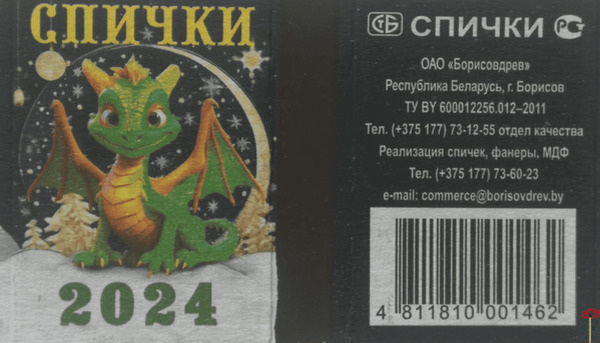 СПИЧКИ
2024
СТБ СПИЧКИ РСТ
ОАО «Борисовдрев»
Республика Беларусь, г. Борисов
ТУ BY 600012256.012–2011
Тел. (+375 177) 73-12-55 отдел качества
Реализация спичек, фанеры, МДФ
Тел. (+375 177) 73-60-23
e-mail: commerce@borisovdrev.by
4 811810 001462